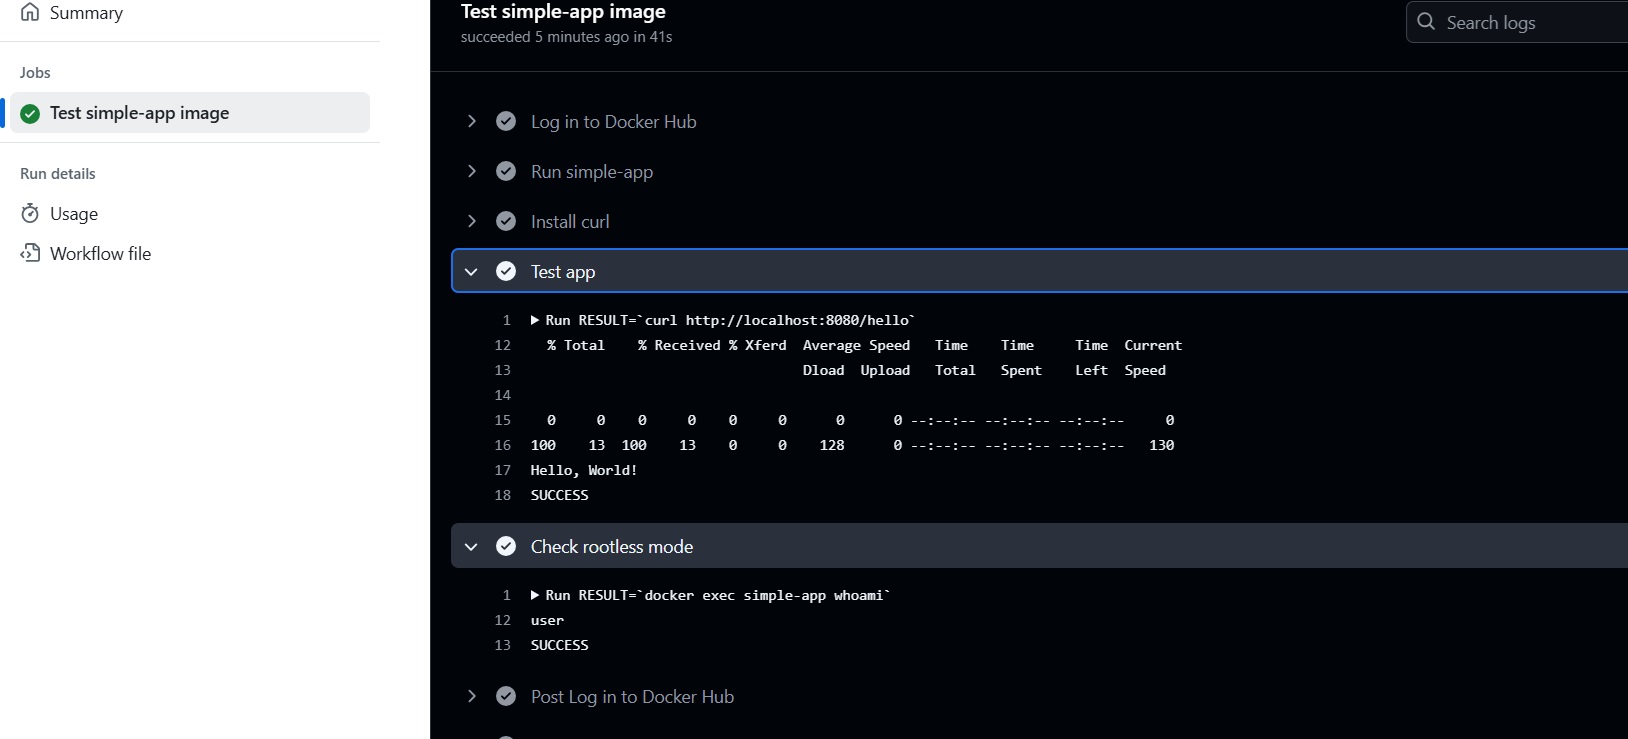 Summary
Jobs
Test simple-app image
Run details
Usage
Workflow file
Test simple-app image
succeeded 5 minutes ago in 41s
Search logs
Log in to Docker Hub
Run simple-app
Install curl
Test app
1 ▶ Run RESULT=`curl http://localhost:8080/hello`
12 % Total % Received % Xferd Average Speed Time Time Time Current
13 Dload Upload Total Spent Left Speed
14
15 0 0 0 0 0 0 0 0 --:--:-- --:--:-- --:--:-- 0
16 100 13 100 13 0 0 128 0 --:--:-- --:--:-- --:--:-- 130
17 Hello, World!
18 SUCCESS
Check rootless mode
1 ▶ Run RESULT=`docker exec simple-app whoami`
12 user
13 SUCCESS
Post Log in to Docker Hub